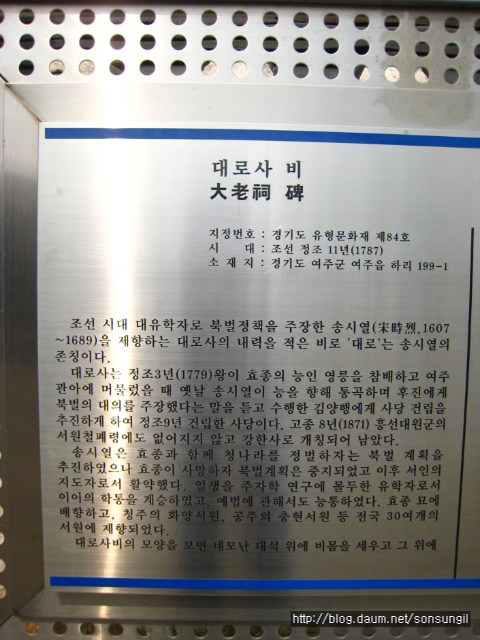 대로사 비
大老祠 碑
지정번호 : 경기도 유형문화재 제84호
시 대 : 조선 정조 11년(1787)
소 재 지 : 경기도 여주군 여주읍 하리 199-1
조선 시대 대유학자로 북벌정책을 주장한 송시열(宋時烈.1607
~1689)을 제향하는 대로사의 내력을 적은 비로 '대로'는 송시열의
존칭이다.
대로사는 정조3년(1779)왕이 효종의 능인 영릉을 참배하고 여주
관아에 머물렀을 때 옛날 송시열이 능을 향해 통곡하며 후진에게
북벌의 대의를 주장했다는 말을 듣고 수행한 김양행에게 사당 건립을
추진하게 하여 정조9년 건립한 사당이다. 고종 8년(1871) 흥선대원군의
서원철폐령에도 없어지지 않고 강한사로 개칭되어 남았다.
송시열은 효종과 함께 청나라를 정벌하자는 북벌 계획을
추진하였으나 효종이 사망하자 북벌계획은 중지되었고 이후 서인의
지도자로서 활약했다. 일생을 주자학 연구에 몰두한 유학자로서
이이의 학통을 계승하였고, 예법에 관해서도 능통하였다. 효종 묘에
배향하고, 청주의 화양서원, 공주의 충현서원 등 전국 30여개의
서원에 제향되었다.
대로사비의 모양을 보면 네모난 대석 위에 비몸을 세우고 그 위에
http://blog.daum.net/sonsungil